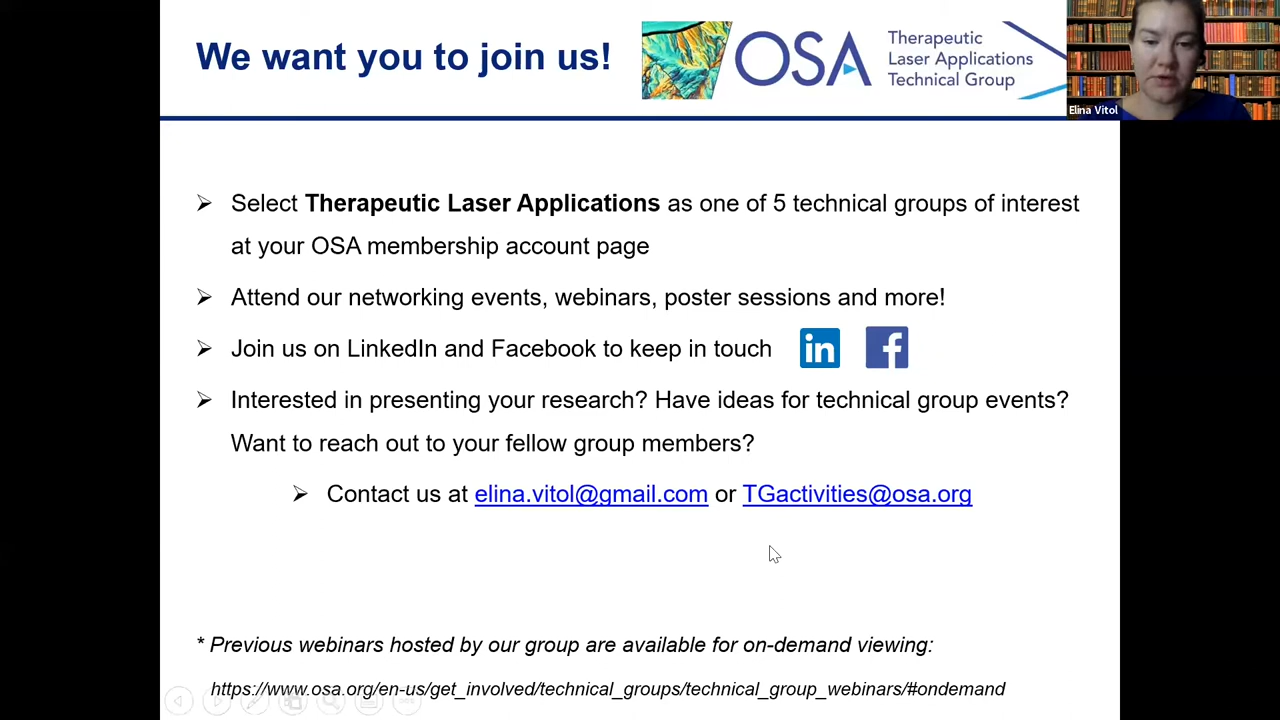 We want you to join us!
OSA
Therapeutic
Laser Applications
Technical Group
Elina Vitol
Select Therapeutic Laser Applications as one of 5 technical groups of interest
at your OSA membership account page
Attend our networking events, webinars, poster sessions and more!
Join us on LinkedIn and Facebook to keep in touch
in f
Interested in presenting your research? Have ideas for technical group events?
Want to reach out to your fellow group members?
Contact us at elina.vitol@gmail.com or TGactivities@osa.org
* Previous webinars hosted by our group are available for on-demand viewing:
https://www.osa.org/en-us/get_involved/technical_groups/technical_group_webinars/#ondemand